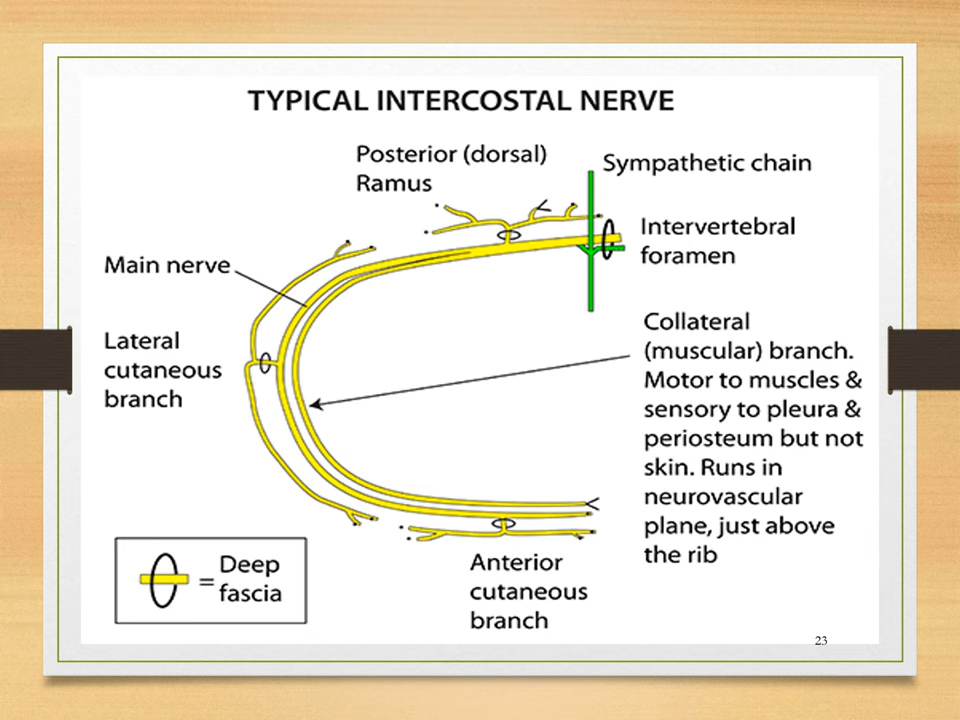 TYPICAL INTERCOSTAL NERVE
Posterior (dorsal)
Ramus
Sympathetic chain
Intervertebral
foramen
Main nerve
Lateral
cutaneous
branch
Collateral
(muscular) branch.
Motor to muscles &
sensory to pleura &
periosteum but not
skin. Runs in
neurovascular
plane, just above
the rib
= Deep
fascia
Anterior
cutaneous
branch
23